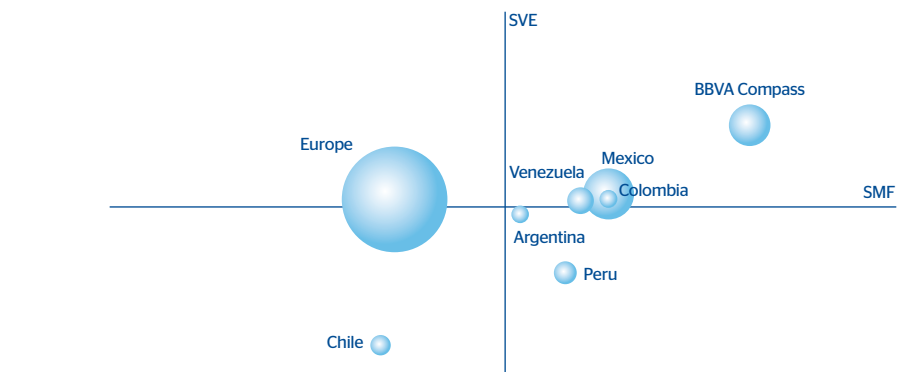 SVE
BBVA Compass
Europe
Mexico
Venezuela
Colombia
SMF
Argentina
Peru
Chile